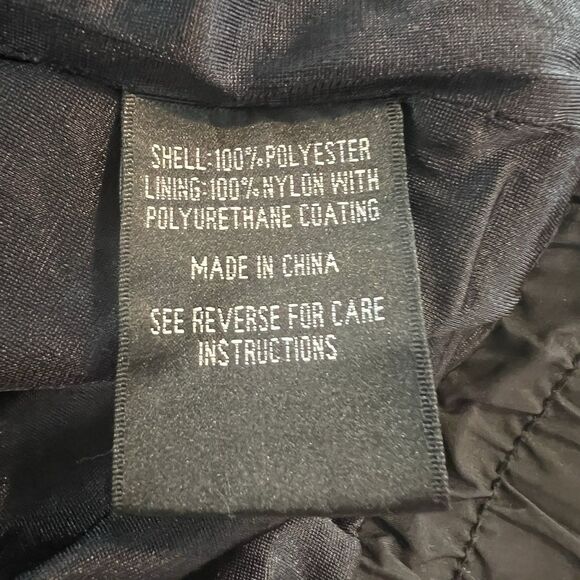 SHELL:100%POLYESTER
LINING:100%NYLON WITH
POLYURETHANE COATING
MADE IN CHINA
SEE REVERSE FOR CARE
INSTRUCTIONS